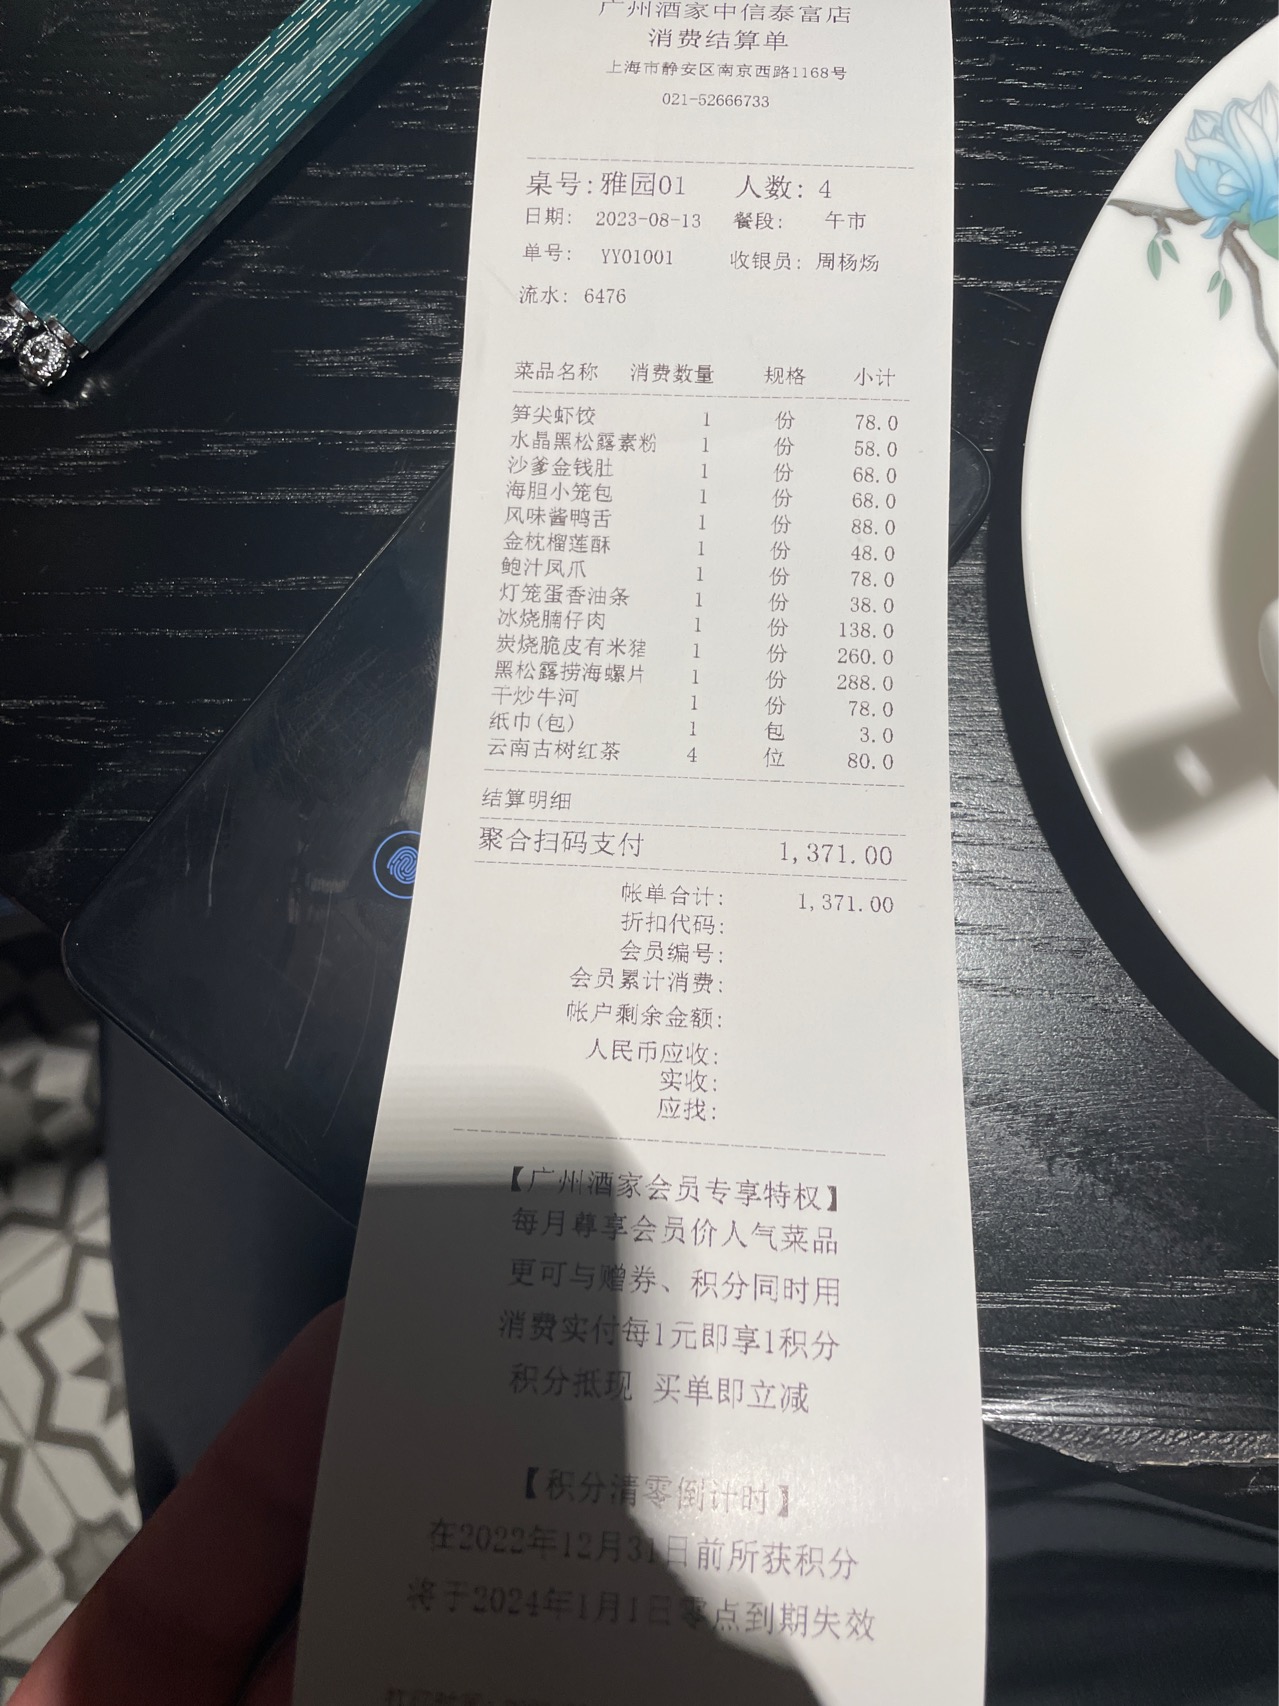 广州酒家中信泰富店
消费结算单
上海市静安区南京西路1168号
021-52666733
桌号:雅园01 人数: 4
日期: 2023-08-13 餐段: 午市
单号: YY01001 收银员: 周杨炀
流水: 6476
菜品名称 消费数量 规格 小计
笋尖虾饺 1 份 78.0
水晶黑松露素粉 1 份 58.0
沙爹金钱肚 1 份 68.0
海胆小笼包 1 份 68.0
风味酱鸭舌 1 份 88.0
金枕榴莲酥 1 份 48.0
鲍汁凤爪 1 份 78.0
灯笼蛋香油条 1 份 38.0
冰烧腩仔肉 1 份 138.0
炭烧脆皮有米猪 1 份 260.0
黑松露捞海螺片 1 份 288.0
干炒牛河 1 份 78.0
纸巾(包) 1 包 3.0
云南古树红茶 4 位 80.0
结算明细
聚合扫码支付 1,371.00
帐单合计: 1,371.00
折扣代码:
会员编号:
会员累计消费:
帐户剩余金额:
人民币应收:
实收:
应找:
【广州酒家会员专享特权】
每月尊享会员价人气菜品
更可与赠券、积分同时用
消费实付每1元即享1积分
积分抵现 买单即立减
【积分清零倒计时】
在2022年12月31日前所获积分
将于2024年1月1日零点到期失效